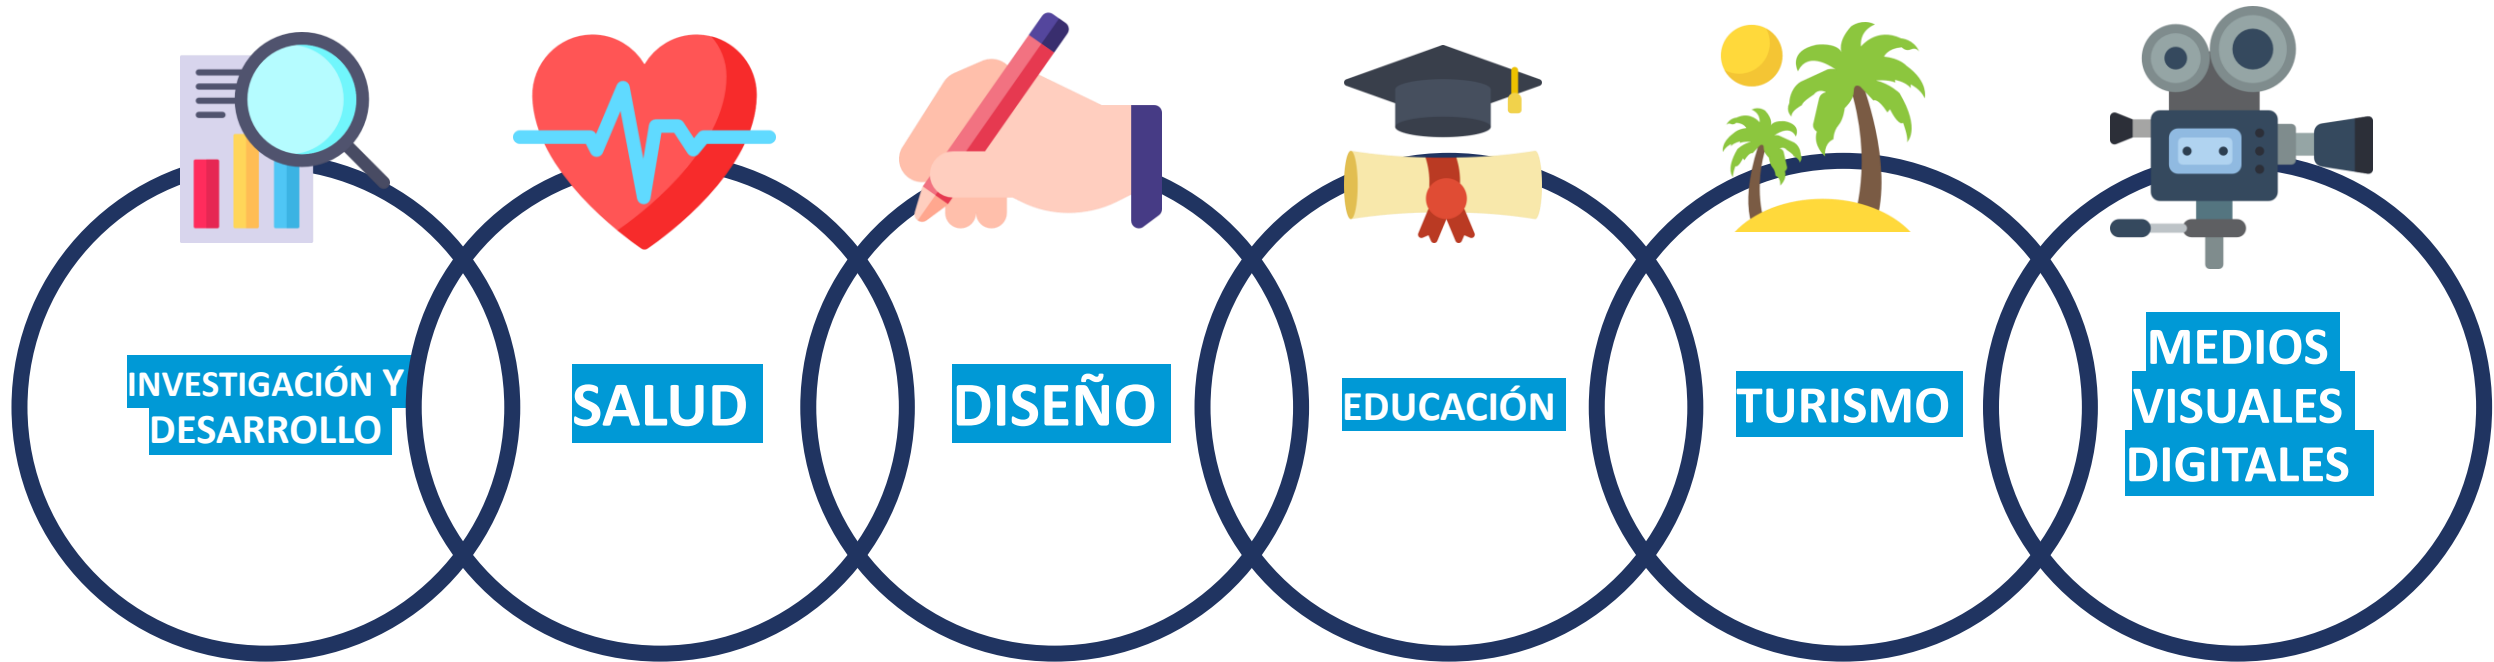 INVESTIGACIÓN Y
DESARROLLO
SALUD
DISEÑO
EDUCACIÓN
TURISMO
MEDIOS
VISUALES
DIGITALES